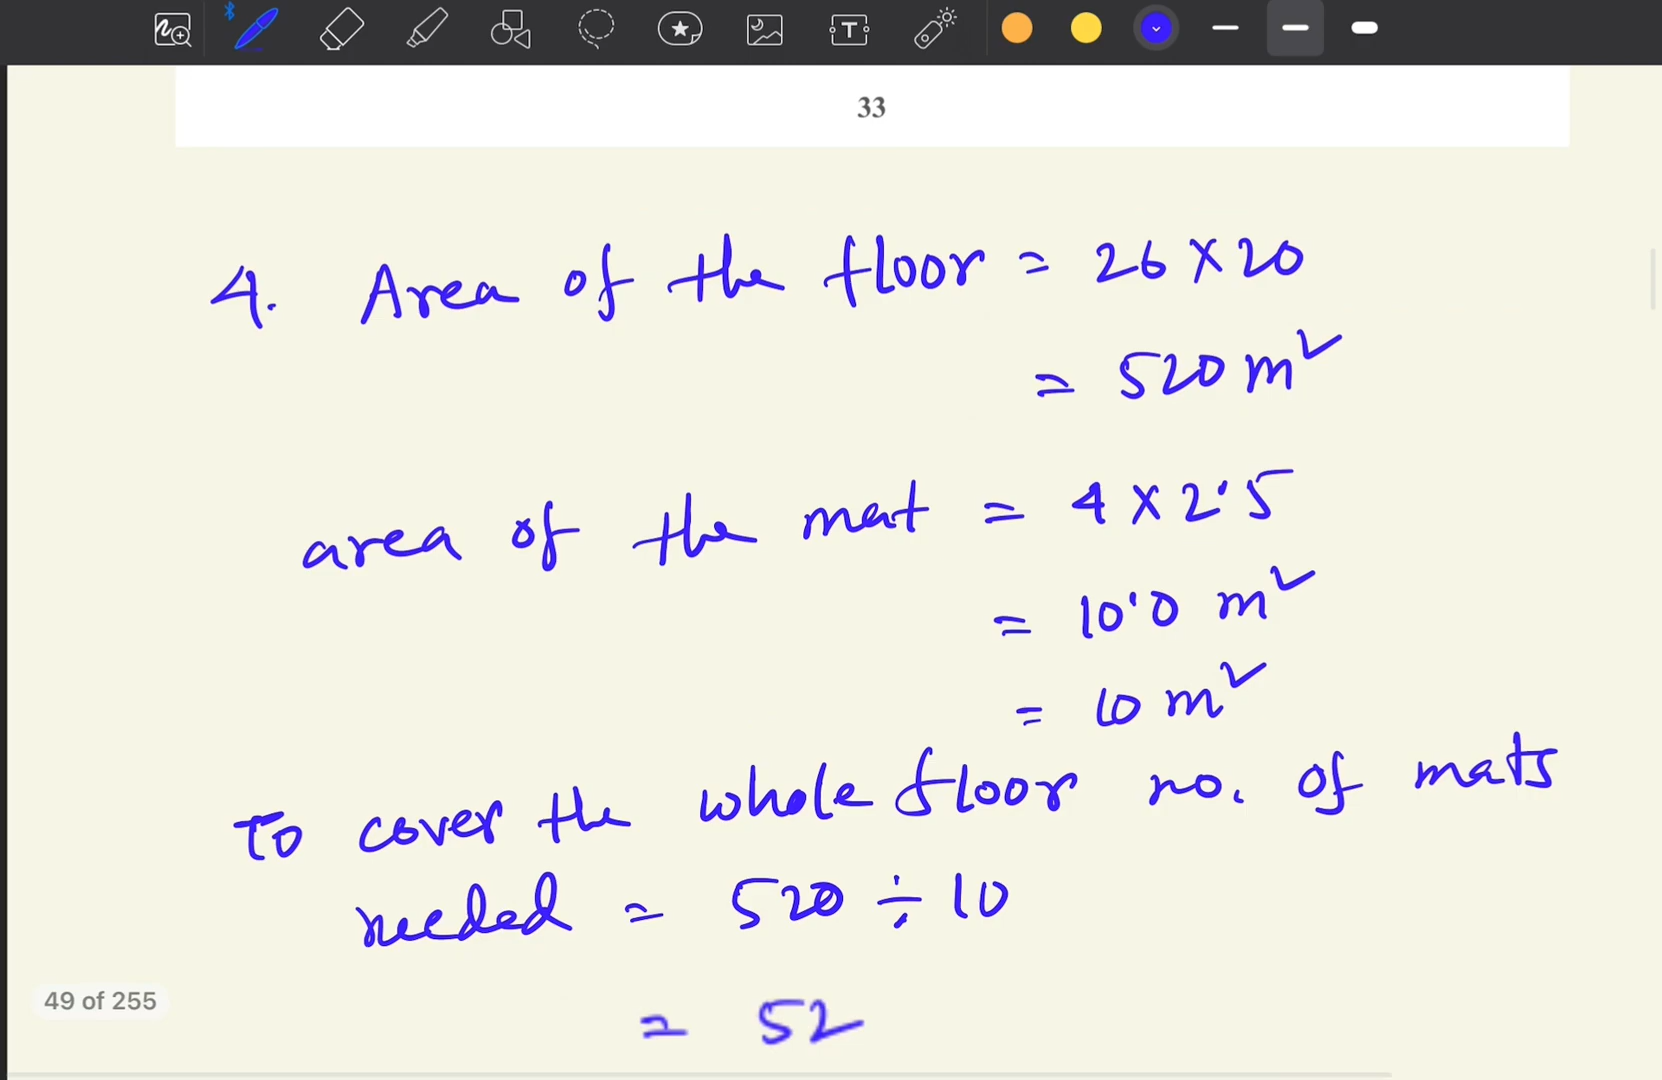 33
4. Area of the floor = 26 × 20
= 520 m²
area of the mat = 4 × 2·5
= 10·0 m²
= 10 m²
To cover the whole floor no. of mats
needed = 520 ÷ 10
49 of 255
= 52